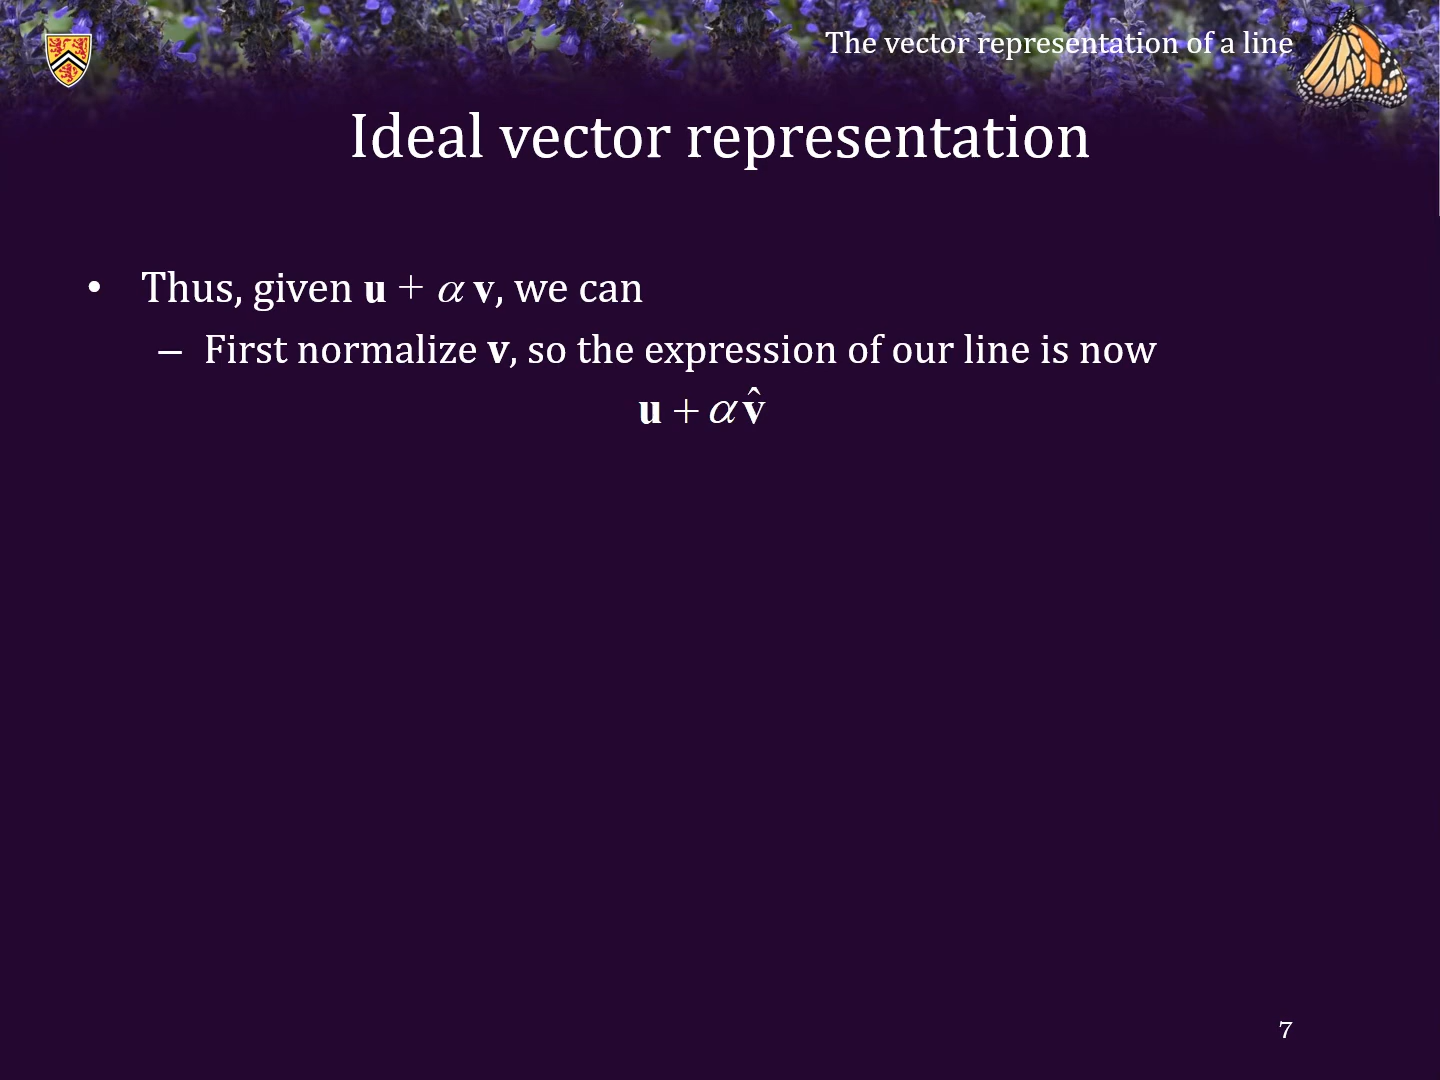 The vector representation of a line
Ideal vector representation
• Thus, given u + α v, we can
– First normalize v, so the expression of our line is now
u + α v̂
7